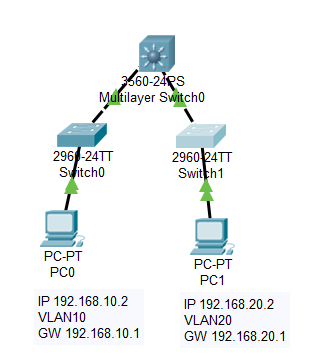 3560-24PS
Multilayer Switch0
2960-24TT
Switch0
2960-24TT
Switch1
PC-PT
PC0
PC-PT
PC1
IP 192.168.10.2
VLAN10
GW 192.168.10.1
IP 192.168.20.2
VLAN20
GW 192.168.20.1